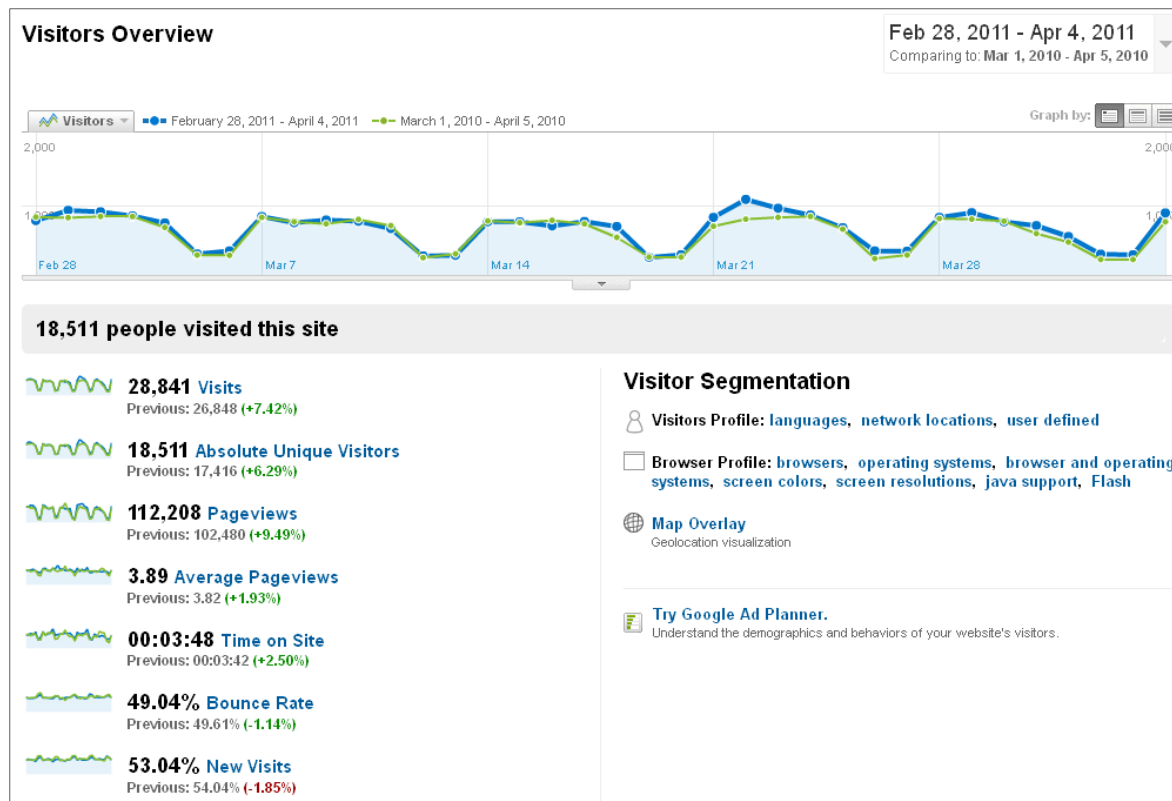 Visitors Overview
Feb 28, 2011 - Apr 4, 2011
Comparing to: Mar 1, 2010 - Apr 5, 2010
Visitors
February 28, 2011 - April 4, 2011
March 1, 2010 - April 5, 2010
Graph by:
2,000
2,000
1,000
1,000
Feb 28
Mar 7
Mar 14
Mar 21
Mar 28
18,511 people visited this site
28,841 Visits
Previous: 26,848 (+7.42%)
18,511 Absolute Unique Visitors
Previous: 17,416 (+6.29%)
112,208 Pageviews
Previous: 102,480 (+9.49%)
3.89 Average Pageviews
Previous: 3.82 (+1.93%)
00:03:48 Time on Site
Previous: 00:03:42 (+2.50%)
49.04% Bounce Rate
Previous: 49.61% (-1.14%)
53.04% New Visits
Previous: 54.04% (-1.85%)
Visitor Segmentation
Visitors Profile: languages, network locations, user defined
Browser Profile: browsers, operating systems, browser and operating
systems, screen colors, screen resolutions, java support, Flash
Map Overlay
Geolocation visualization
Try Google Ad Planner.
Understand the demographics and behaviors of your website's visitors.